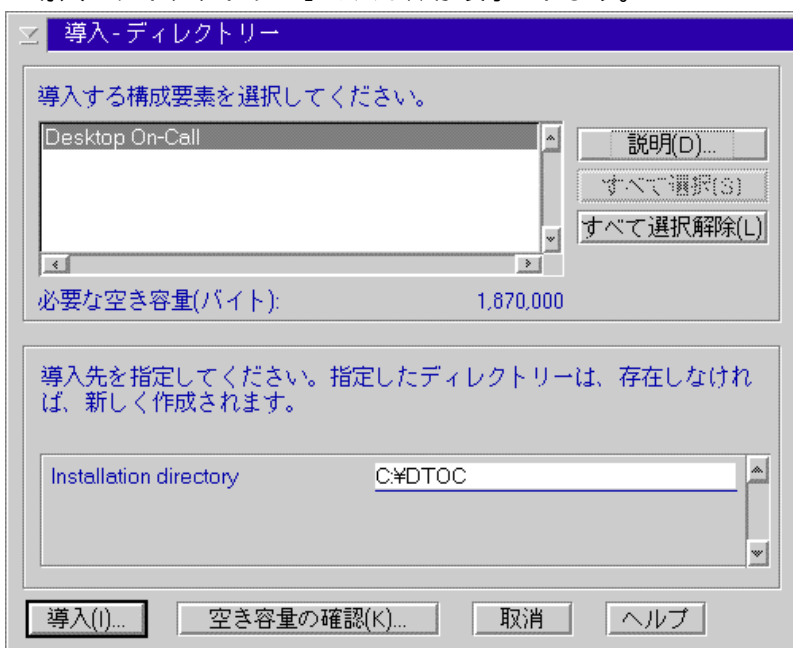 導入 - ディレクトリー
導入する構成要素を選択してください。
Desktop On-Call
説明(D)...
すべて選択(S)
すべて選択解除(L)
必要な空き容量(バイト): 1,870,000
導入先を指定してください。指定したディレクトリーは、存在しなけれ
ば、新しく作成されます。
Installation directory C:¥DTOC
導入(I)... 空き容量の確認(K)... 取消 ヘルプ